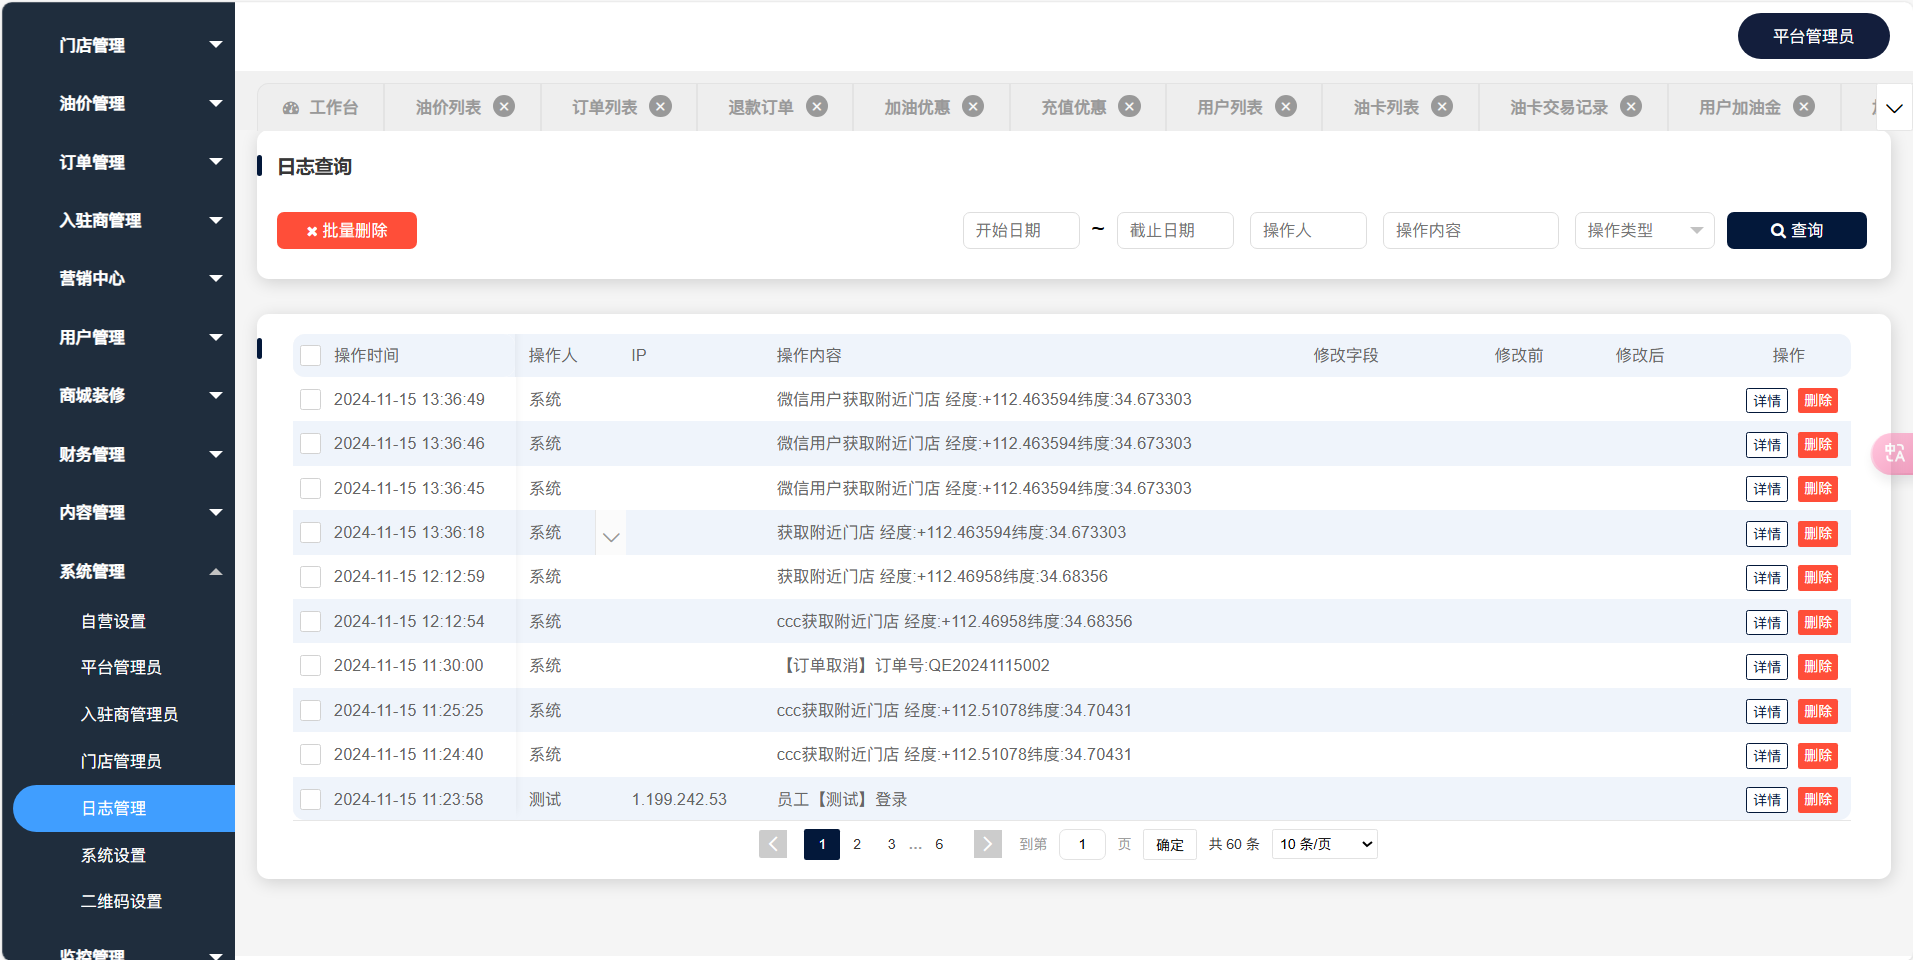 平台管理员
门店管理
油价管理
订单管理
入驻商管理
营销中心
用户管理
商城装修
财务管理
内容管理
系统管理
自营设置
平台管理员
入驻商管理员
门店管理员
日志管理
系统设置
二维码设置
监控管理
工作台 油价列表 订单列表 退款订单 加油优惠 充值优惠 用户列表 油卡列表 油卡交易记录 用户加油金
日志查询
批量删除 开始日期 ~ 截止日期 操作人 操作内容 操作类型 查询
操作时间 操作人 IP 操作内容 修改字段 修改前 修改后 操作
2024-11-15 13:36:49 系统 微信用户获取附近门店 经度:+112.463594纬度:34.673303 详情 删除
2024-11-15 13:36:46 系统 微信用户获取附近门店 经度:+112.463594纬度:34.673303 详情 删除
2024-11-15 13:36:45 系统 微信用户获取附近门店 经度:+112.463594纬度:34.673303 详情 删除
2024-11-15 13:36:18 系统 获取附近门店 经度:+112.463594纬度:34.673303 详情 删除
2024-11-15 12:12:59 系统 获取附近门店 经度:+112.46958纬度:34.68356 详情 删除
2024-11-15 12:12:54 系统 ccc获取附近门店 经度:+112.46958纬度:34.68356 详情 删除
2024-11-15 11:30:00 系统 【订单取消】订单号:QE20241115002 详情 删除
2024-11-15 11:25:25 系统 ccc获取附近门店 经度:+112.51078纬度:34.70431 详情 删除
2024-11-15 11:24:40 系统 ccc获取附近门店 经度:+112.51078纬度:34.70431 详情 删除
2024-11-15 11:23:58 测试 1.199.242.53 员工【测试】登录 详情 删除
1 2 3 … 6 到第 1 页 确定 共 60 条 10 条/页
中A